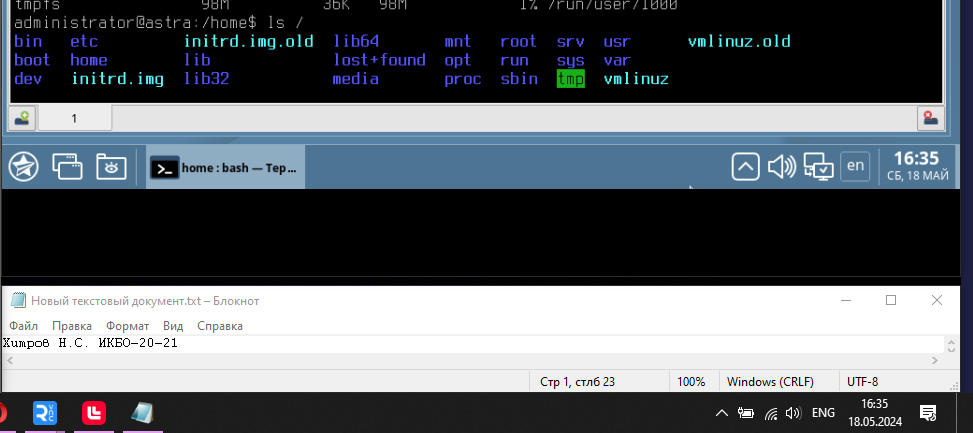 tmpfs 98M 36K 98M 1% /run/user/1000
administrator@astra:/home$ ls /
bin etc initrd.img.old lib64 mnt root srv usr vmlinuz.old
boot home lib lost+found opt run sys var
dev initrd.img lib32 media proc sbin tmp vmlinuz
1
home : bash — Тер...
en
16:35
СБ, 18 МАЙ
Новый текстовый документ.txt – Блокнот
Файл Правка Формат Вид Справка
Хитров Н.С. ИКБО-20-21
Стр 1, стлб 23 100% Windows (CRLF) UTF-8
ENG
16:35
18.05.2024